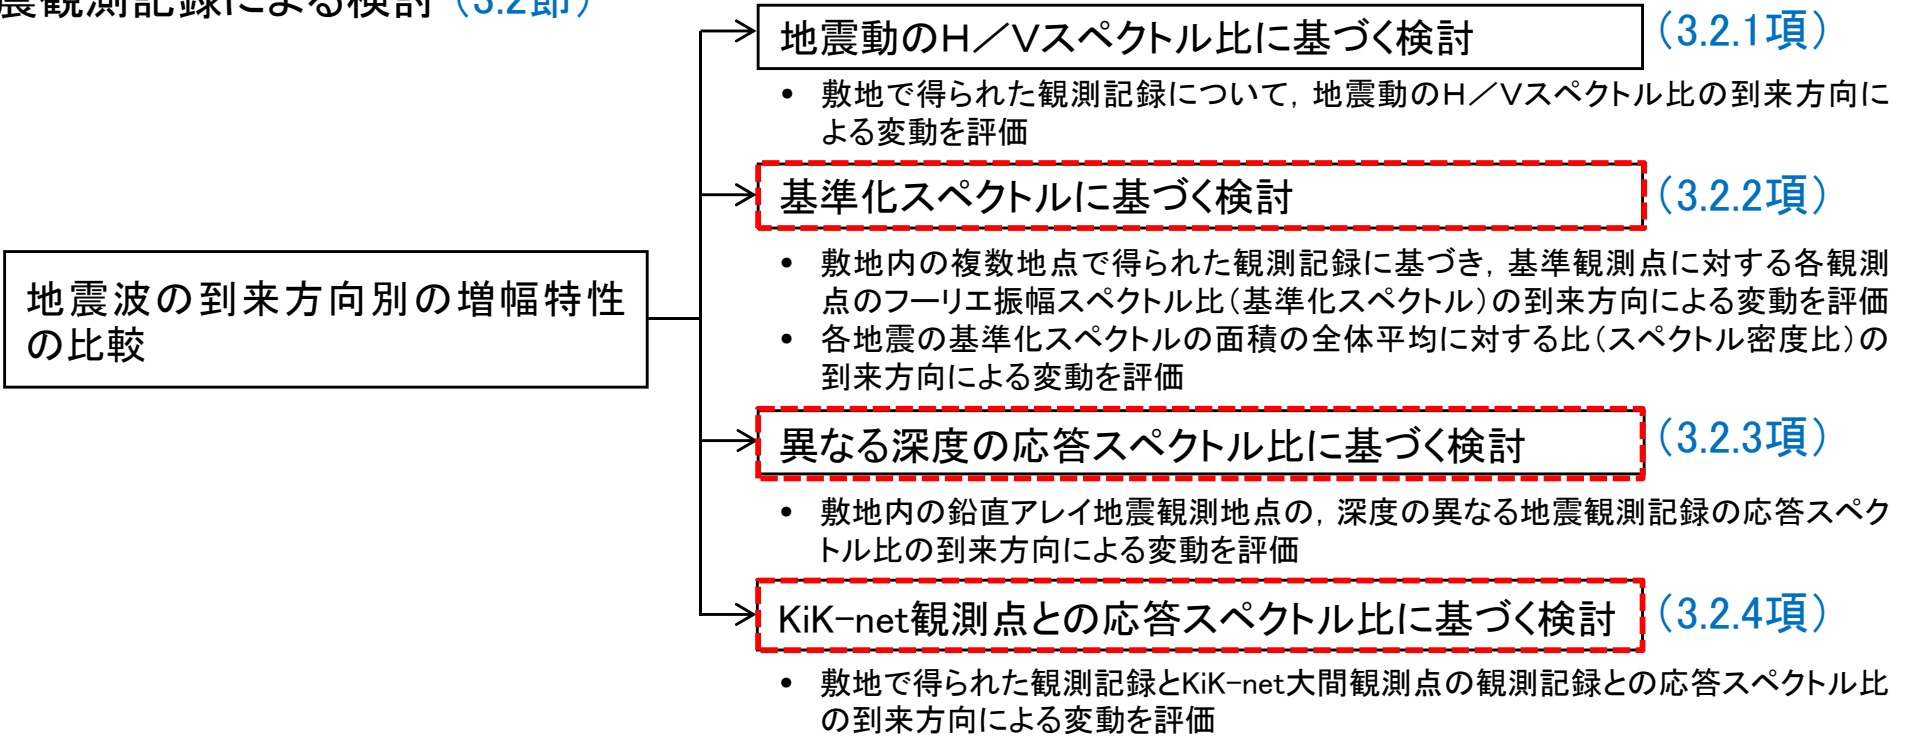 震観測記録による検討（3.2節）
地震動のH／Vスペクトル比に基づく検討
（3.2.1項）
• 敷地で得られた観測記録について，地震動のH／Vスペクトル比の到来方向に
よる変動を評価
基準化スペクトルに基づく検討
（3.2.2項）
• 敷地内の複数地点で得られた観測記録に基づき，基準観測点に対する各観測
点のフーリエ振幅スペクトル比（基準化スペクトル）の到来方向による変動を評価
• 各地震の基準化スペクトルの面積の全体平均に対する比（スペクトル密度比）の
到来方向による変動を評価
地震波の到来方向別の増幅特性
の比較
異なる深度の応答スペクトル比に基づく検討
（3.2.3項）
• 敷地内の鉛直アレイ地震観測地点の，深度の異なる地震観測記録の応答スペク
トル比の到来方向による変動を評価
KiK-net観測点との応答スペクトル比に基づく検討
（3.2.4項）
• 敷地で得られた観測記録とKiK-net大間観測点の観測記録との応答スペクトル比
の到来方向による変動を評価